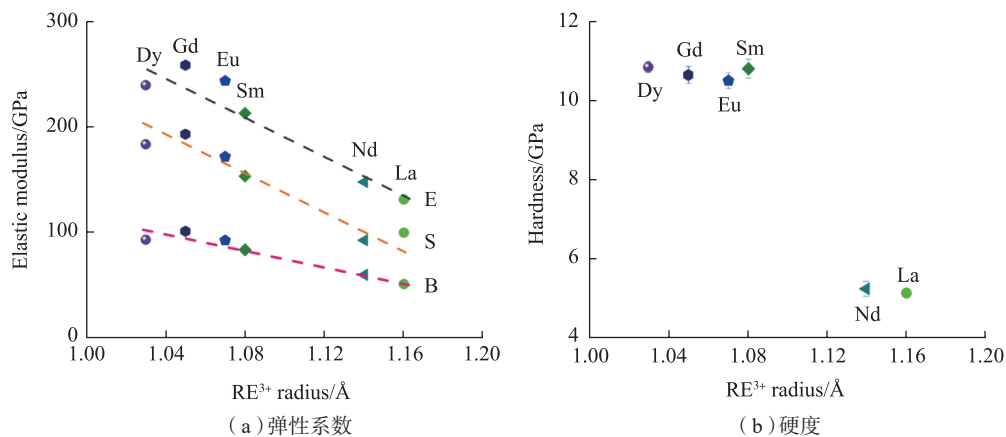 300
200
100
0
Elastic modulus/GPa
Dy
Gd
Eu
Sm
Nd
La
E
S
B
1.00 1.04 1.08 1.12 1.16 1.20
RE³⁺ radius/Å
(a)弹性系数
12
10
8
6
4
Hardness/GPa
Dy
Gd
Eu
Sm
Nd
La
1.00 1.04 1.08 1.12 1.16 1.20
RE³⁺ radius/Å
(b)硬度